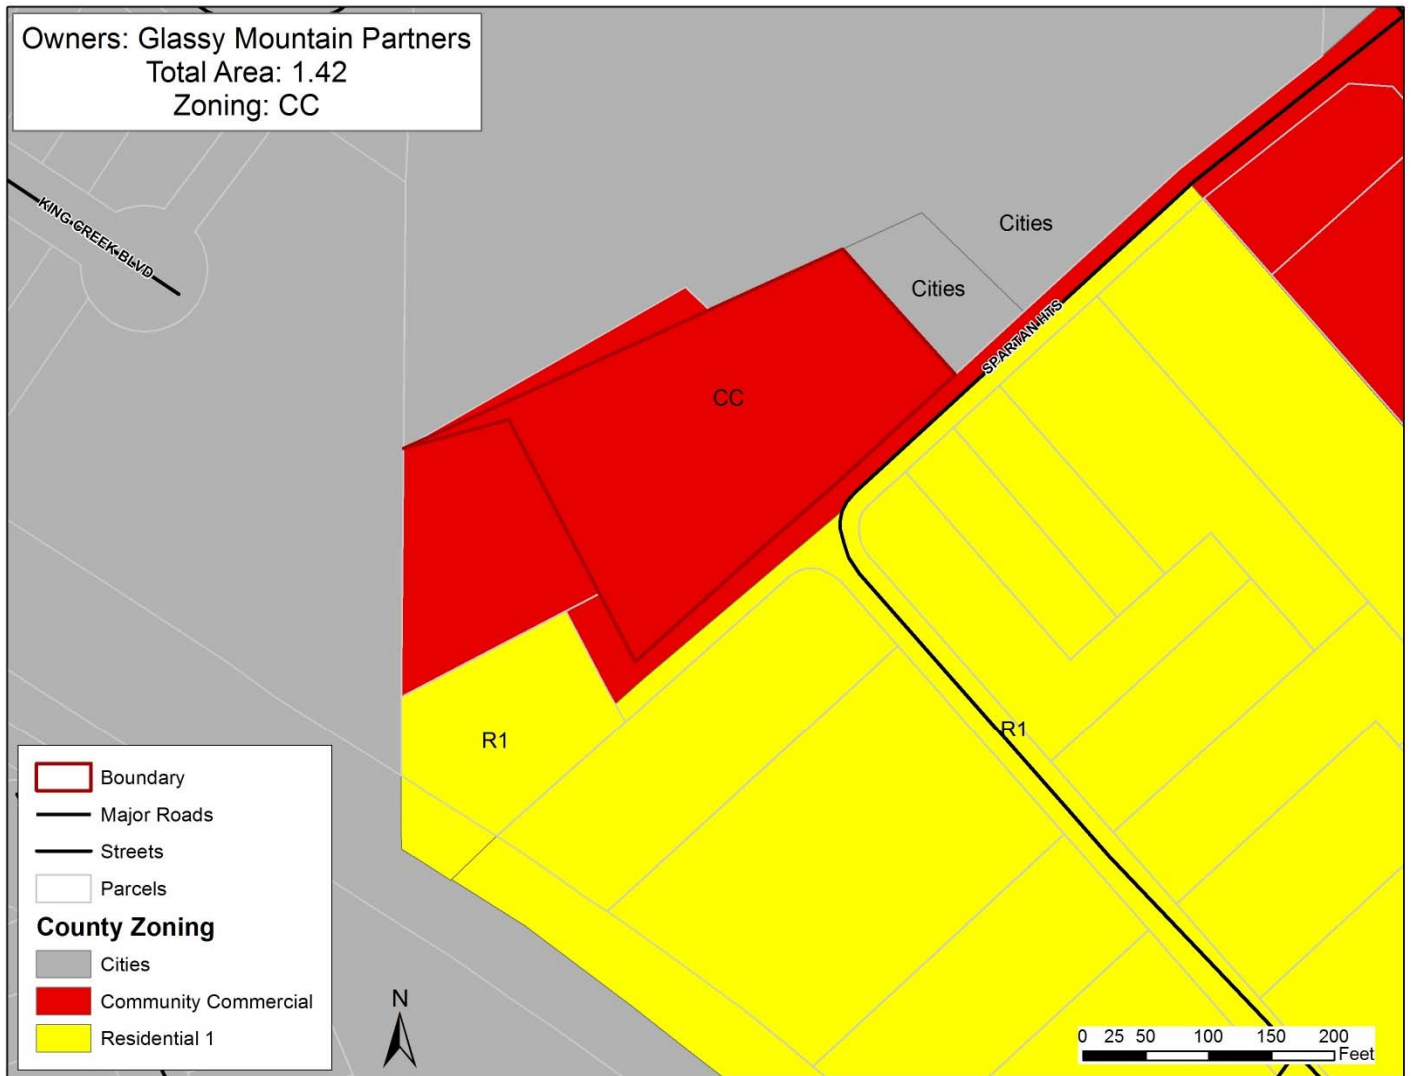 Owners: Glassy Mountain Partners
Total Area: 1.42
Zoning: CC
KING CREEK BLVD
Cities
Cities
SPARTAN HTS
CC
R1
R1
Boundary
Major Roads
Streets
Parcels
County Zoning
Cities
Community Commercial
Residential 1
N
0 25 50 100 150 200
Feet